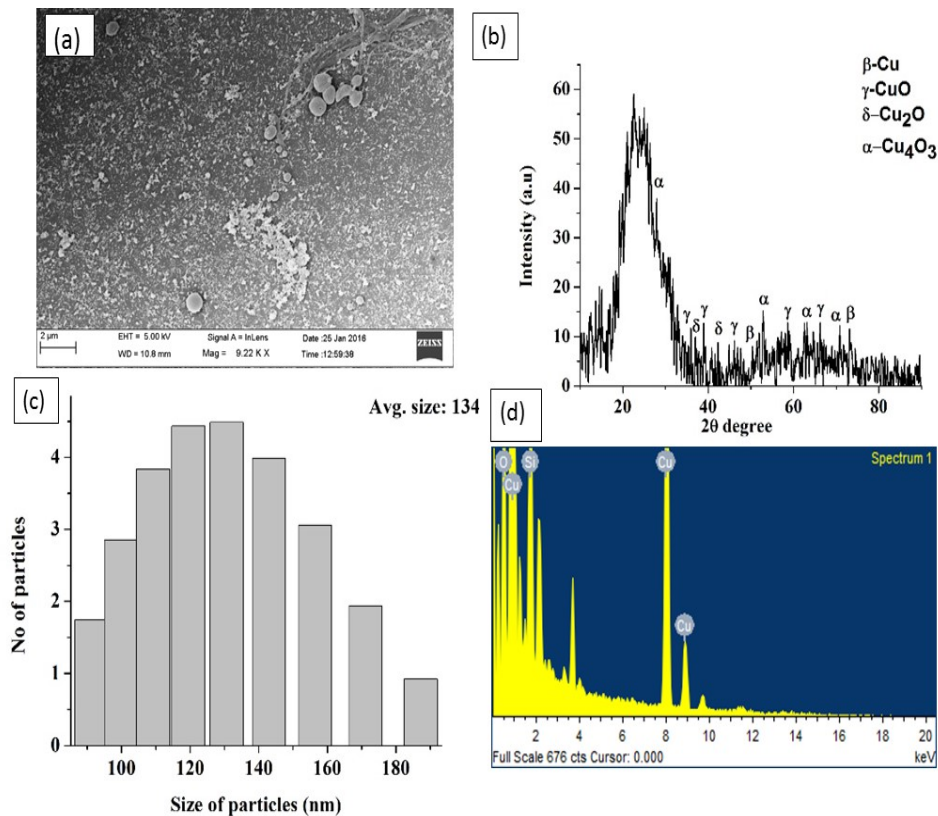 (a)
2 µm
EHT = 5.00 kV
Signal A = InLens
Date :25 Jan 2016
WD = 10.8 mm
Mag = 9.22 K X
Time :12:59:38
ZEISS
(b)
β-Cu
γ-CuO
δ–Cu2O
α–Cu4O3
Intensity (a.u)
60
50
40
30
20
10
0
α
γ
δ
γ
δ
γ
β
α
γ
α
γ
α
β
20
40
60
80
2θ degree
(c)
Avg. size: 134
No of particles
4
3
2
1
0
100
120
140
160
180
Size of particles (nm)
(d)
Spectrum 1
O
Cu
Si
Cu
Cu
2
4
6
8
10
12
14
16
18
20
Full Scale 676 cts Cursor: 0.000
keV